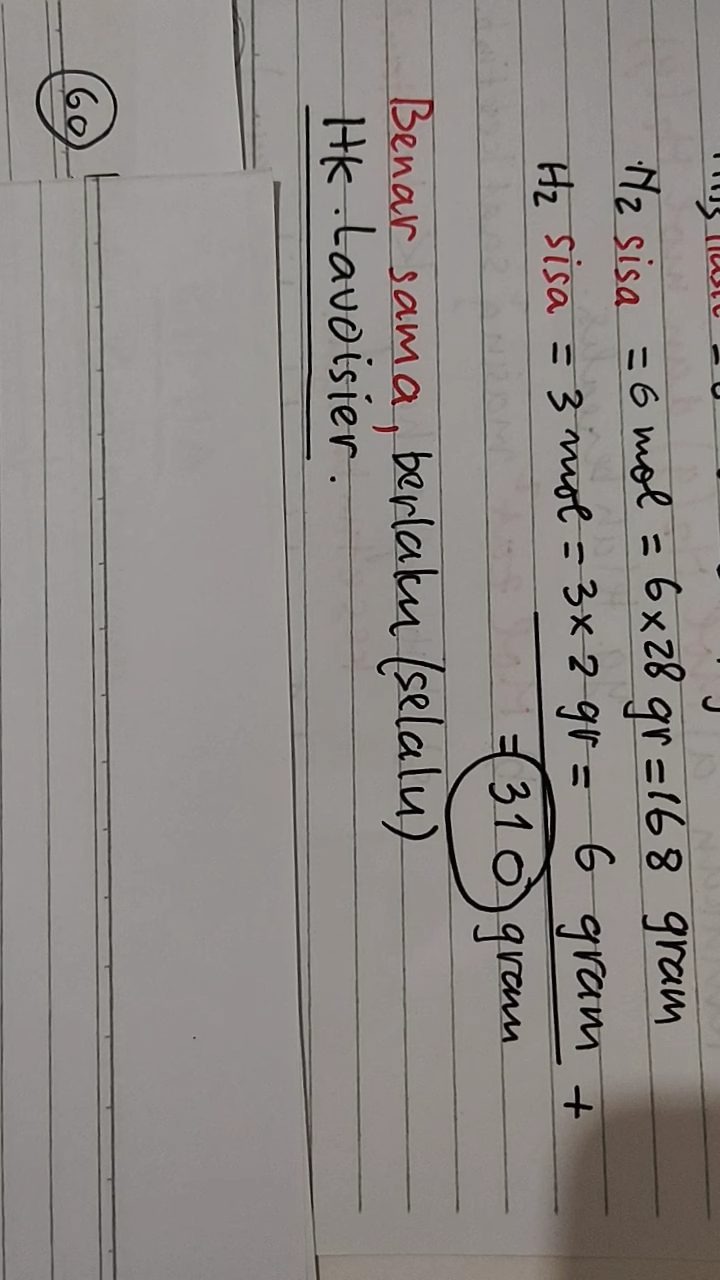 N₂ sisa = 6 mol = 6 x 28 gr = 168 gram
H₂ sisa = 3 mol = 3 x 2 gr = 6 gram +
= 310 gram
Benar sama, berlaku (selalu)
Hk. Lavoisier.
60